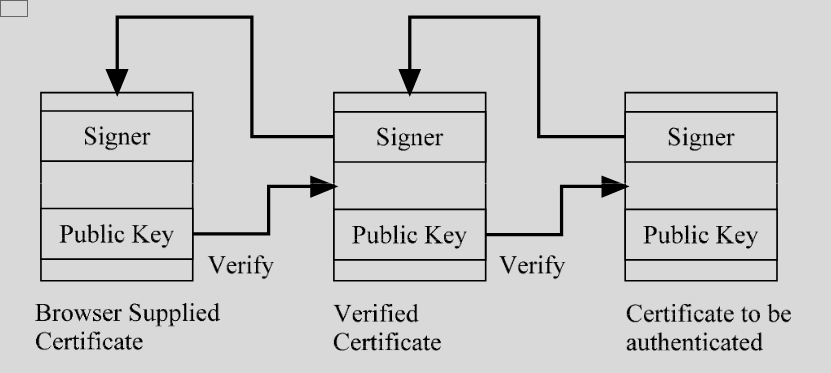 Signer
Signer
Signer
Public Key
Public Key
Public Key
Verify
Verify
Browser Supplied
Certificate
Verified
Certificate
Certificate to be
authenticated